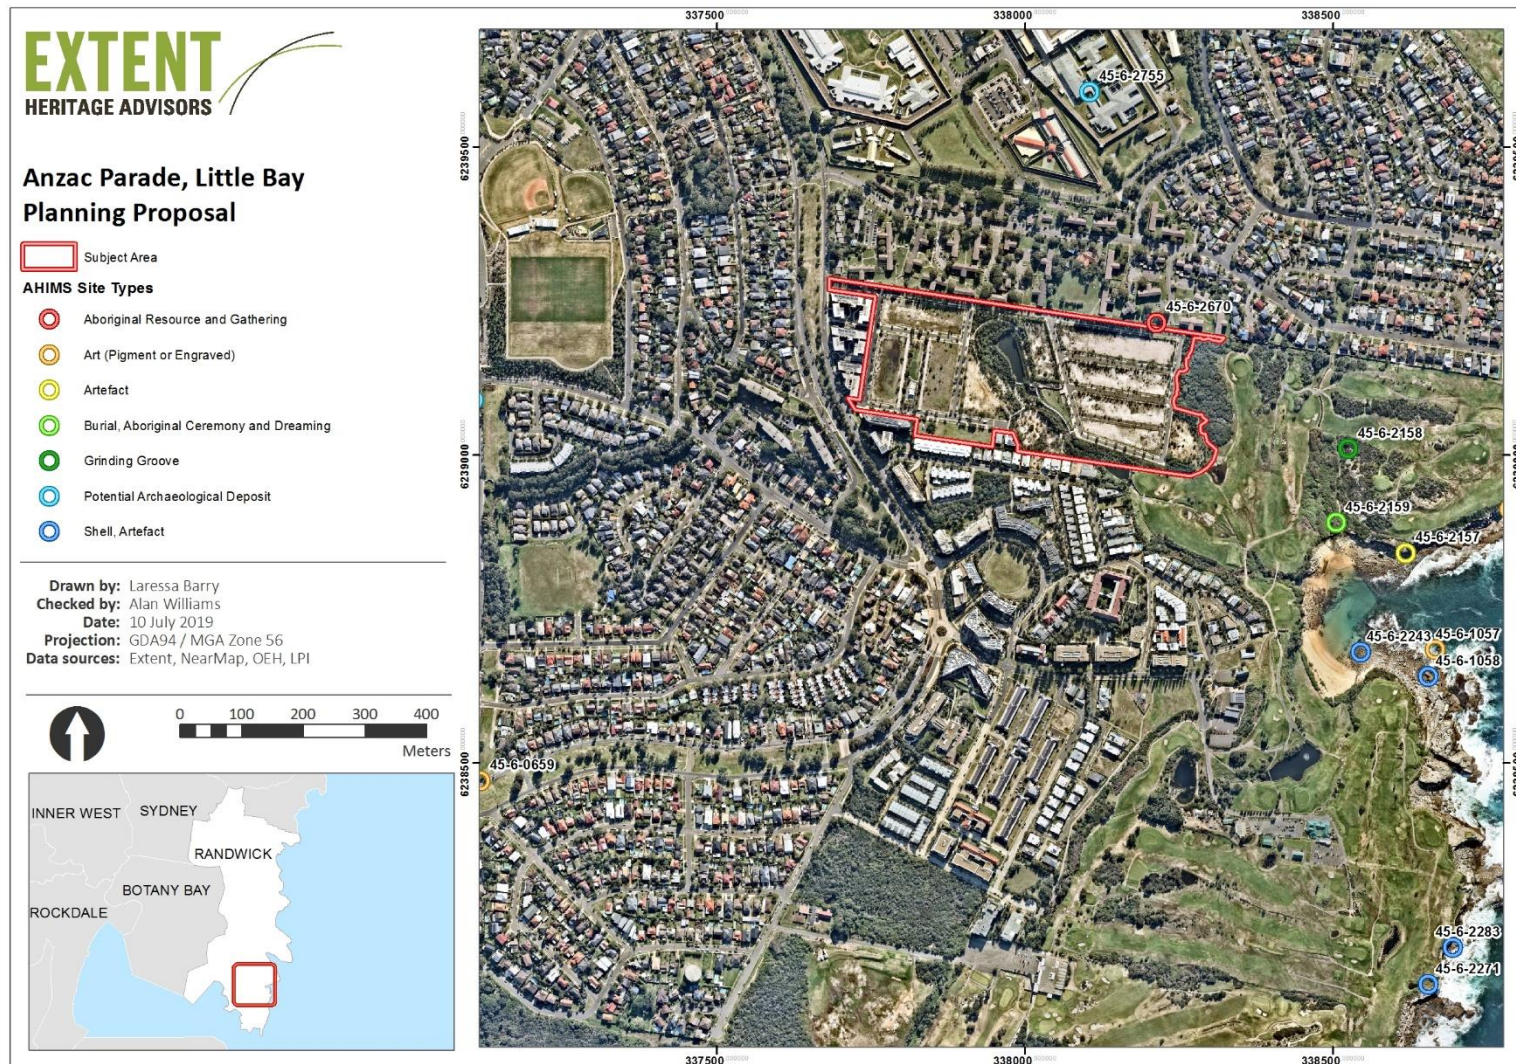 EXTENT
HERITAGE ADVISORS
Anzac Parade, Little Bay
Planning Proposal
Subject Area
AHIMS Site Types
Aboriginal Resource and Gathering
Art (Pigment or Engraved)
Artefact
Burial, Aboriginal Ceremony and Dreaming
Grinding Groove
Potential Archaeological Deposit
Shell, Artefact
Drawn by: Laressa Barry
Checked by: Alan Williams
Date: 10 July 2019
Projection: GDA94 / MGA Zone 56
Data sources: Extent, NearMap, OEH, LPI
0 100 200 300 400
Meters
INNER WEST
SYDNEY
RANDWICK
BOTANY BAY
ROCKDALE
337500
338000
338500
6239500
6239000
6238500
45-6-2755
45-6-2670
45-6-2158
45-6-2159
45-6-2157
45-6-2243
45-6-1057
45-6-1058
45-6-0659
45-6-2283
45-6-2271
6239500
6239000
6238500
337500
338000
338500